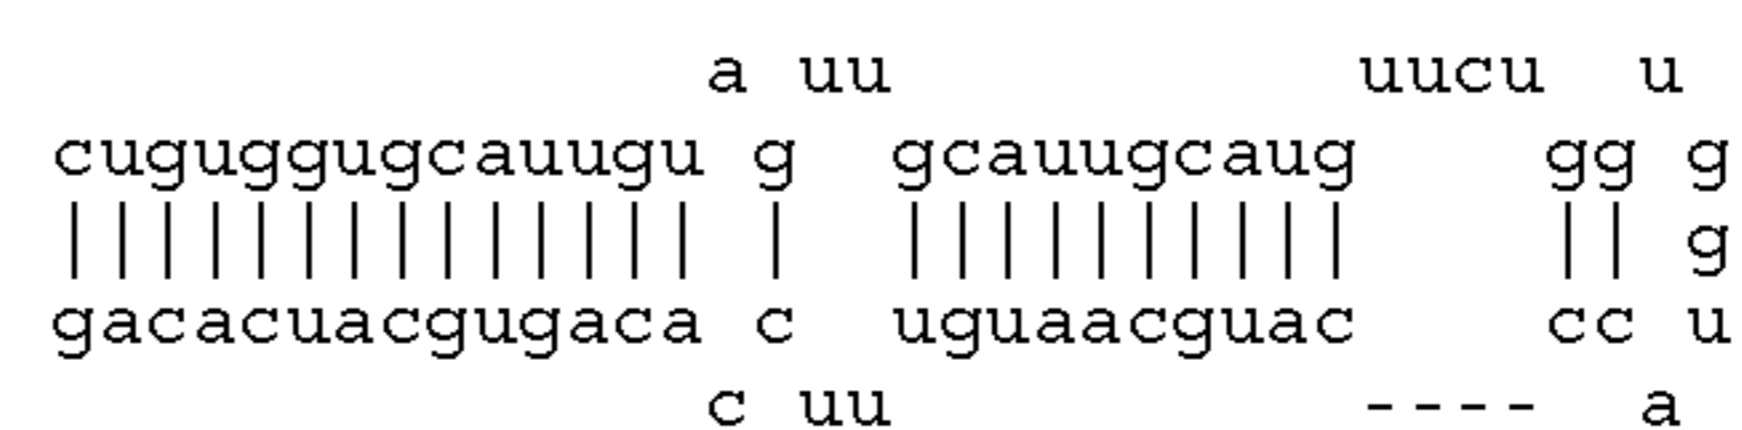 a uu uucu u
cuguggugcauugu g gcauugcaug gg g
|||||||||||||| | |||||||||| || g
gacacuacgugaca c uguaacguac cc u
c uu ---- a